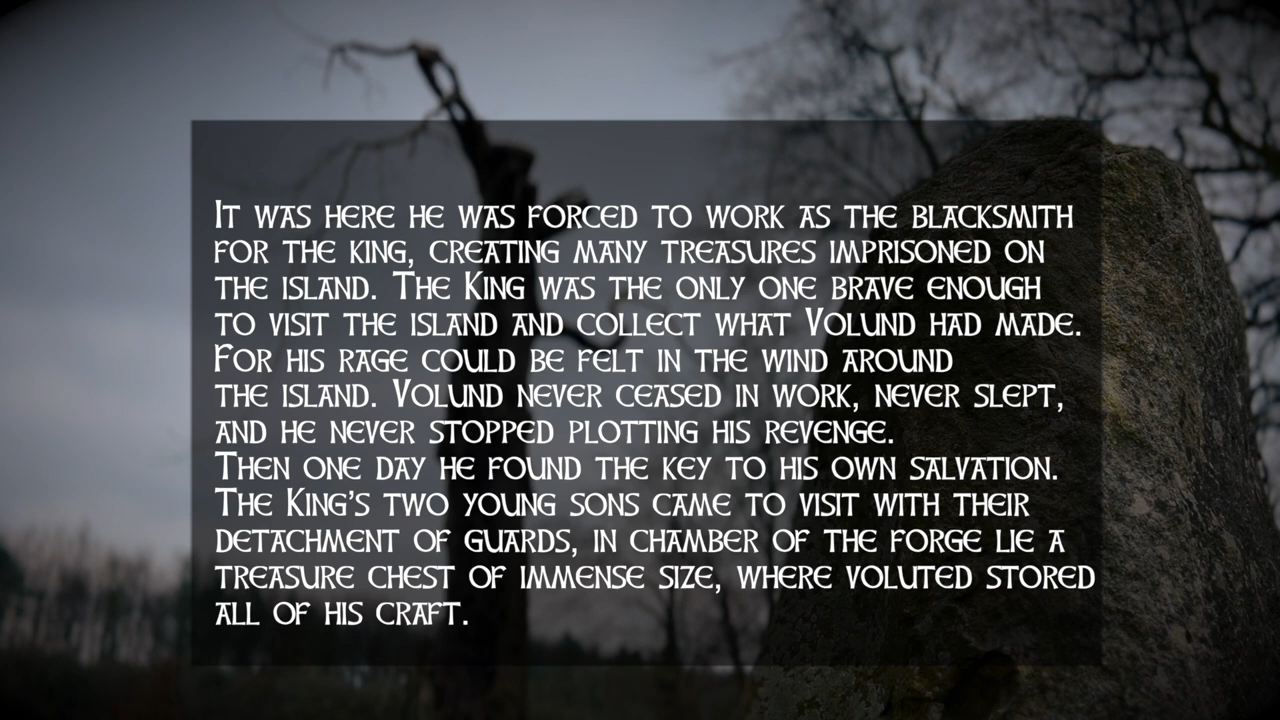 It was here he was forced to work as the blacksmith
for the king, creating many treasures imprisoned on
the island. The King was the only one brave enough
to visit the island and collect what Volund had made.
For his rage could be felt in the wind around
the island. Volund never ceased in work, never slept,
and he never stopped plotting his revenge.
Then one day he found the key to his own salvation.
The King's two young sons came to visit with their
detachment of guards, in chamber of the forge lie a
treasure chest of immense size, where voluted stored
all of his craft.